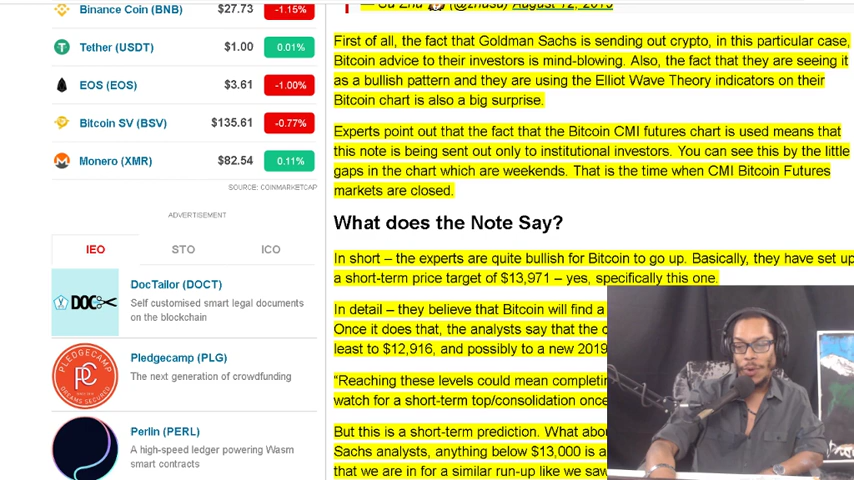 Binance Coin (BNB) $27.73 -1.15%
Tether (USDT) $1.00 0.01%
EOS (EOS) $3.61 -1.00%
Bitcoin SV (BSV) $135.61 -0.77%
Monero (XMR) $82.54 0.11%
SOURCE: COINMARKETCAP
ADVERTISEMENT
IEO STO ICO
DOC
DocTailor (DOCT)
Self customised smart legal documents
on the blockchain
PLEDGECAMP
PC
DREAMS SECURED
Pledgecamp (PLG)
The next generation of crowdfunding
Perlin (PERL)
A high-speed ledger powering Wasm
smart contracts
— Su Zhu (@zhusu) August 12, 2019
First of all, the fact that Goldman Sachs is sending out crypto, in this particular case,
Bitcoin advice to their investors is mind-blowing. Also, the fact that they are seeing it
as a bullish pattern and they are using the Elliot Wave Theory indicators on their
Bitcoin chart is also a big surprise.
Experts point out that the fact that the Bitcoin CMI futures chart is used means that
this note is being sent out only to institutional investors. You can see this by the little
gaps in the chart which are weekends. That is the time when CMI Bitcoin Futures
markets are closed.
What does the Note Say?
In short – the experts are quite bullish for Bitcoin to go up. Basically, they have set up
a short-term price target of $13,971 – yes, specifically this one.
In detail – they believe that Bitcoin will find a
Once it does that, the analysts say that the
least to $12,916, and possibly to a new 2019
“Reaching these levels could mean completin
watch for a short-term top/consolidation once
But this is a short-term prediction. What abou
Sachs analysts, anything below $13,000 is a
that we are in for a similar run-up like we saw